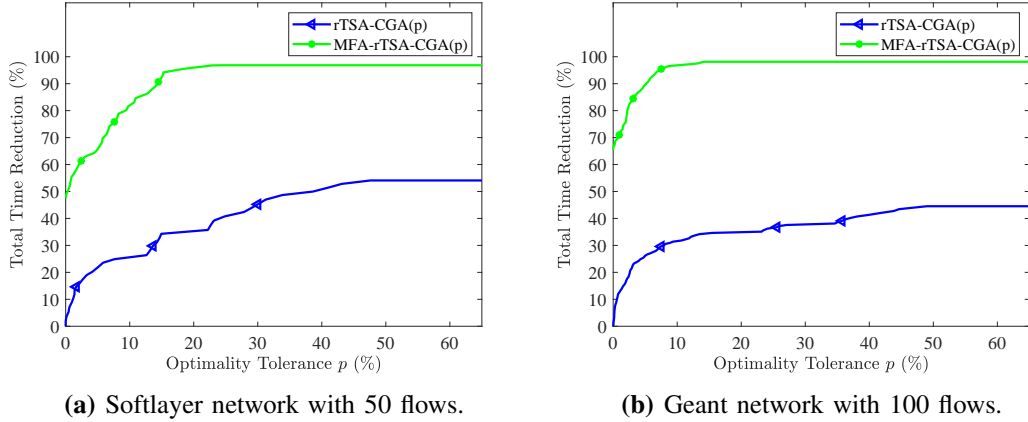 rTSA-CGA(p)
MFA-rTSA-CGA(p)
Total Time Reduction (%)
100
90
80
70
60
50
40
30
20
10
0
0 10 20 30 40 50 60
Optimality Tolerance p (%)
(a) Softlayer network with 50 flows.
rTSA-CGA(p)
MFA-rTSA-CGA(p)
Total Time Reduction (%)
100
90
80
70
60
50
40
30
20
10
0
0 10 20 30 40 50 60
Optimality Tolerance p (%)
(b) Geant network with 100 flows.